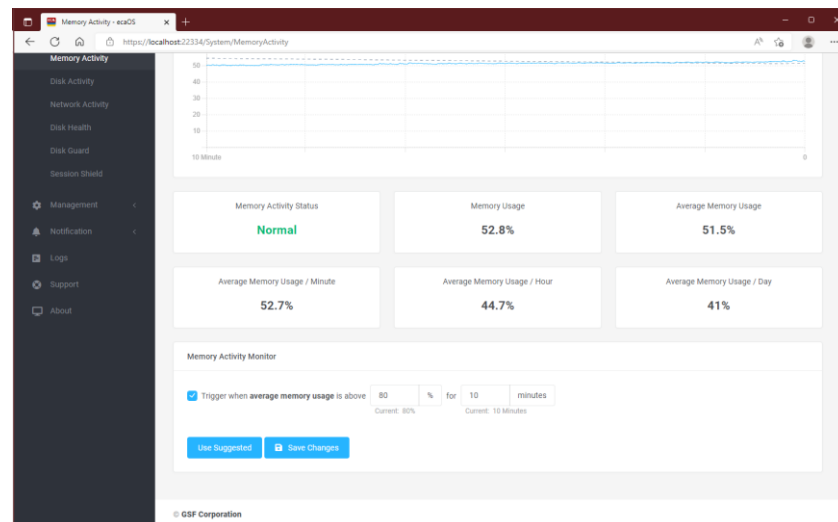 Memory Activity - ecaOS
https://localhost:22334/System/MemoryActivity
Memory Activity
Disk Activity
Network Activity
Disk Health
Disk Guard
Session Shield
Management
Notification
Logs
Support
About
50
40
30
20
10
10 Minute 0
Memory Activity Status
Normal
Memory Usage
52.8%
Average Memory Usage
51.5%
Average Memory Usage / Minute
52.7%
Average Memory Usage / Hour
44.7%
Average Memory Usage / Day
41%
Memory Activity Monitor
Trigger when average memory usage is above 80 % for 10 minutes
Current: 80% Current: 10 Minutes
Use Suggested Save Changes
© GSF Corporation